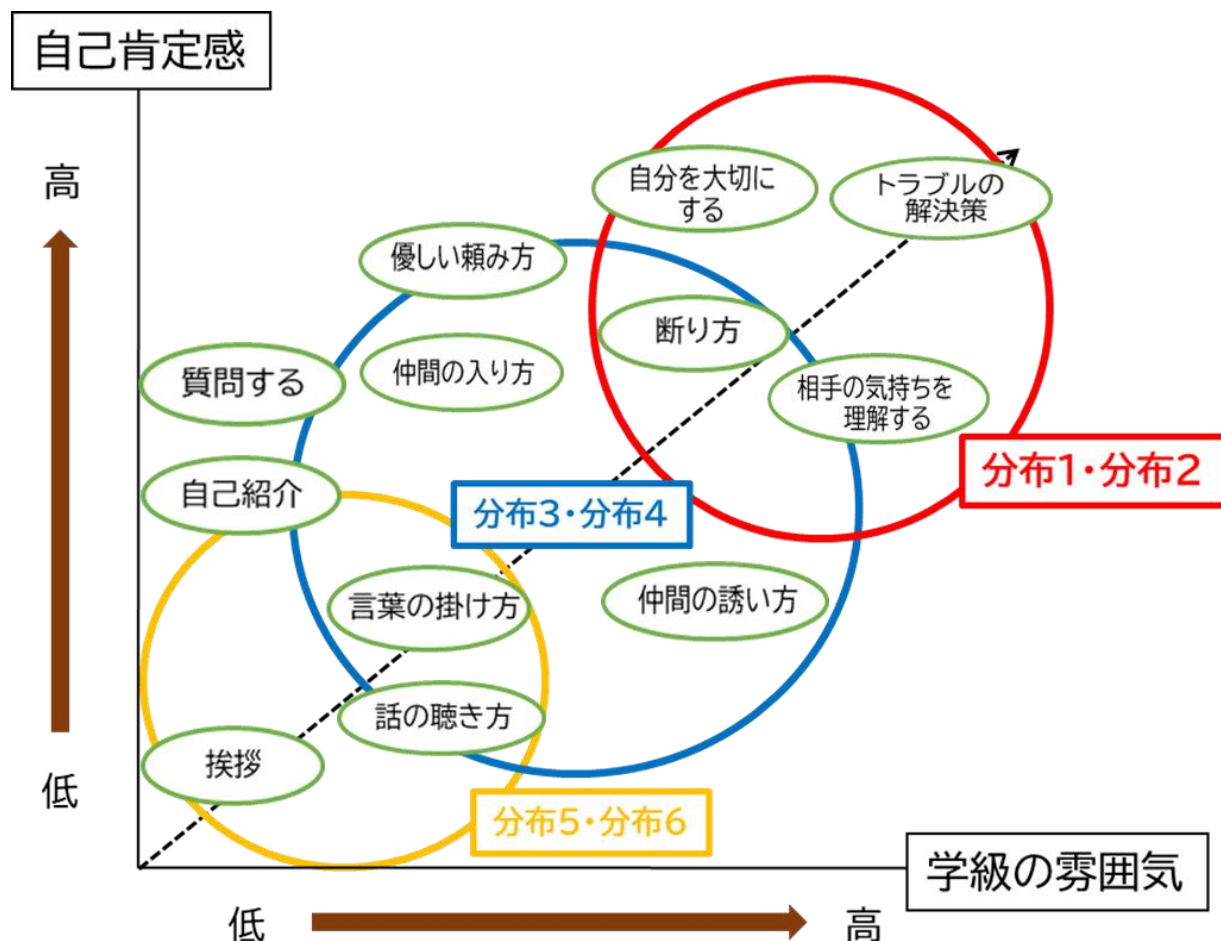 自己肯定感
高
自分を大切に
する
トラブルの
解決策
優しい頼み方
断り方
質問する
仲間の入り方
相手の気持ちを
理解する
分布1・分布2
自己紹介
分布3・分布4
言葉の掛け方
仲間の誘い方
話の聴き方
挨拶
低
分布5・分布6
学級の雰囲気
低
高